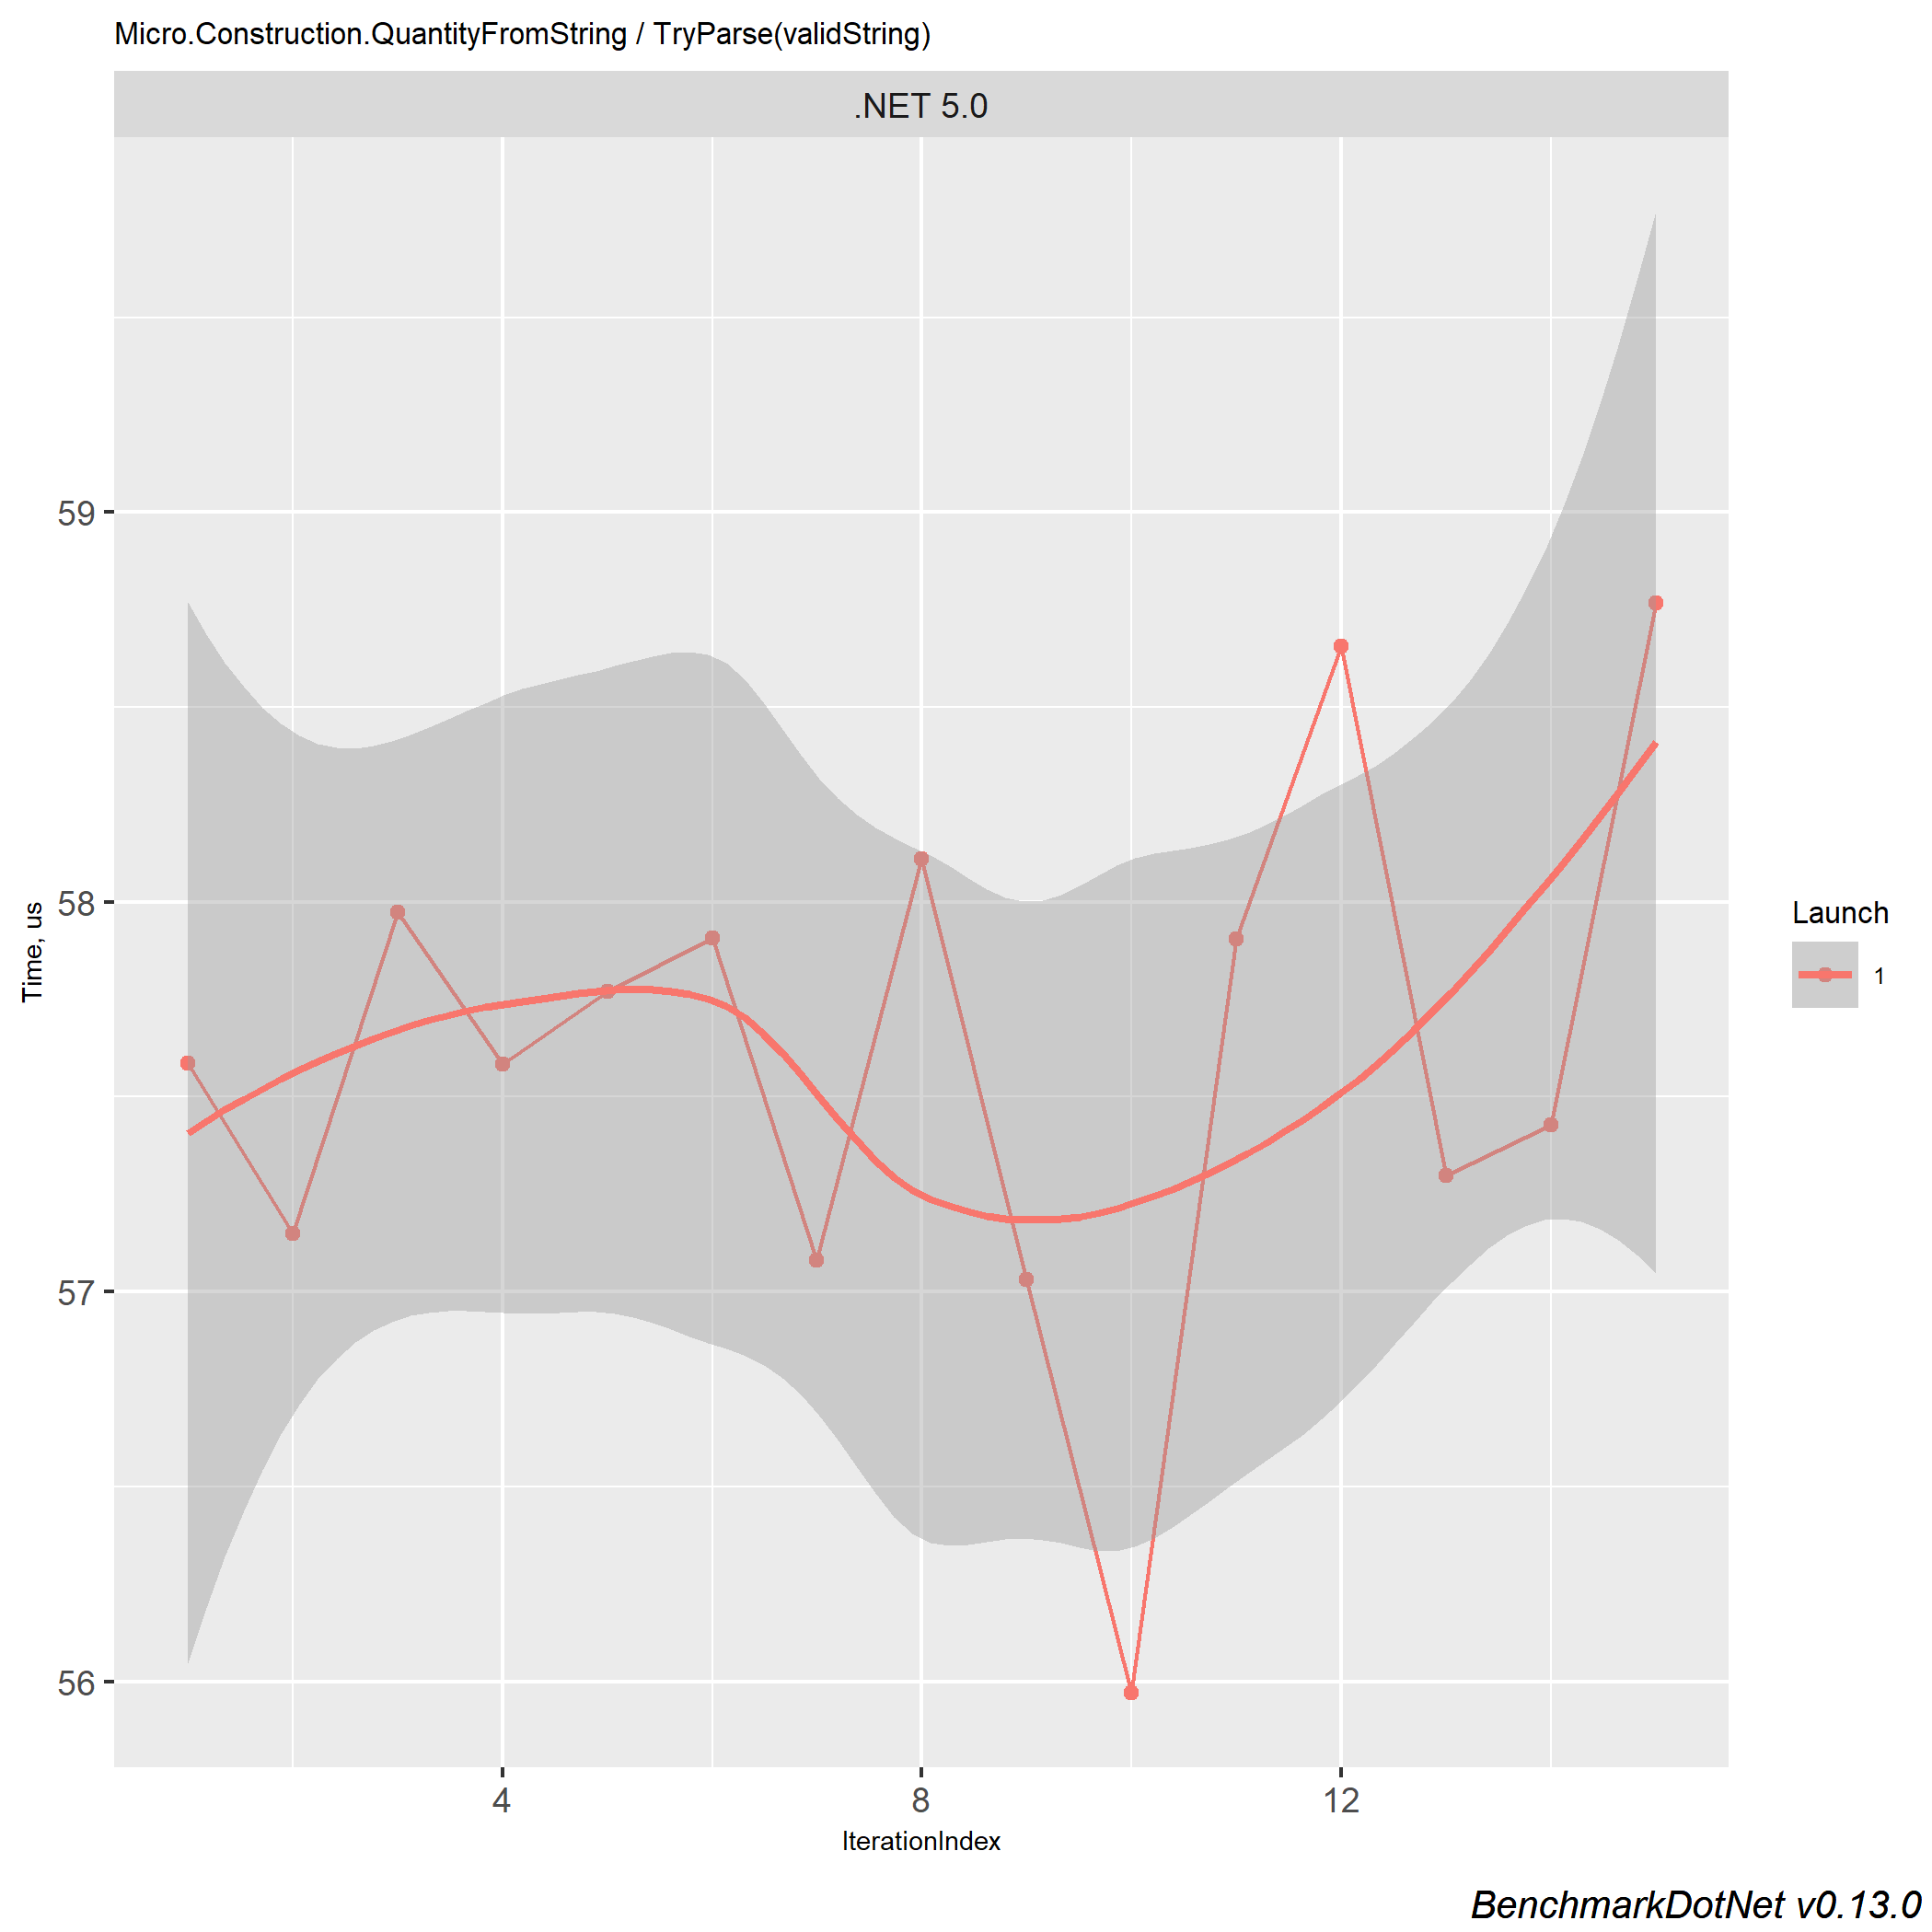 Micro.Construction.QuantityFromString / TryParse(validString)
.NET 5.0
59
58
57
56
Time, us
4
8
12
IterationIndex
Launch
1
BenchmarkDotNet v0.13.0